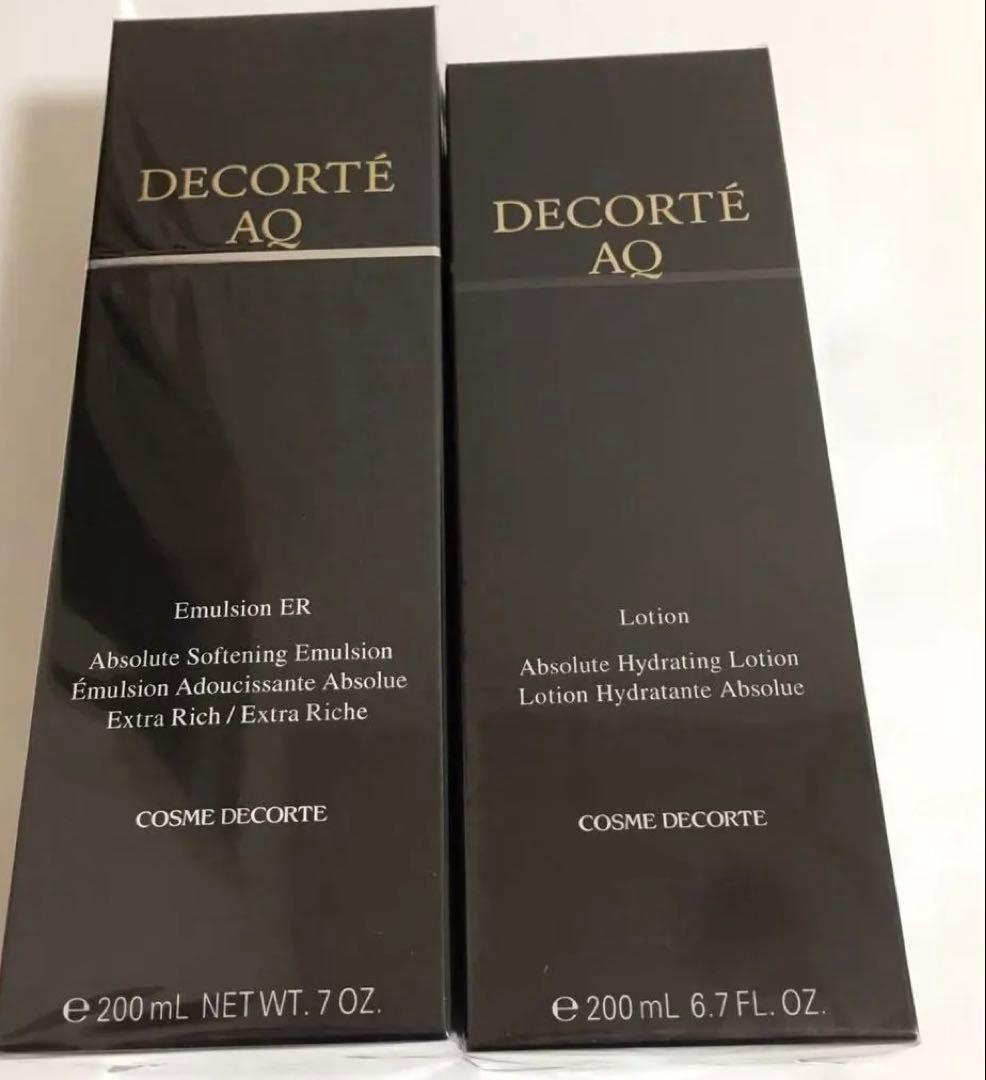 DECORTÉ
AQ
Emulsion ER
Absolute Softening Emulsion
Émulsion Adoucissante Absolue
Extra Rich / Extra Riche
COSME DECORTE
℮ 200 mL NET WT. 7 OZ.
DECORTÉ
AQ
Lotion
Absolute Hydrating Lotion
Lotion Hydratante Absolue
COSME DECORTE
℮ 200 mL 6.7 FL. OZ.